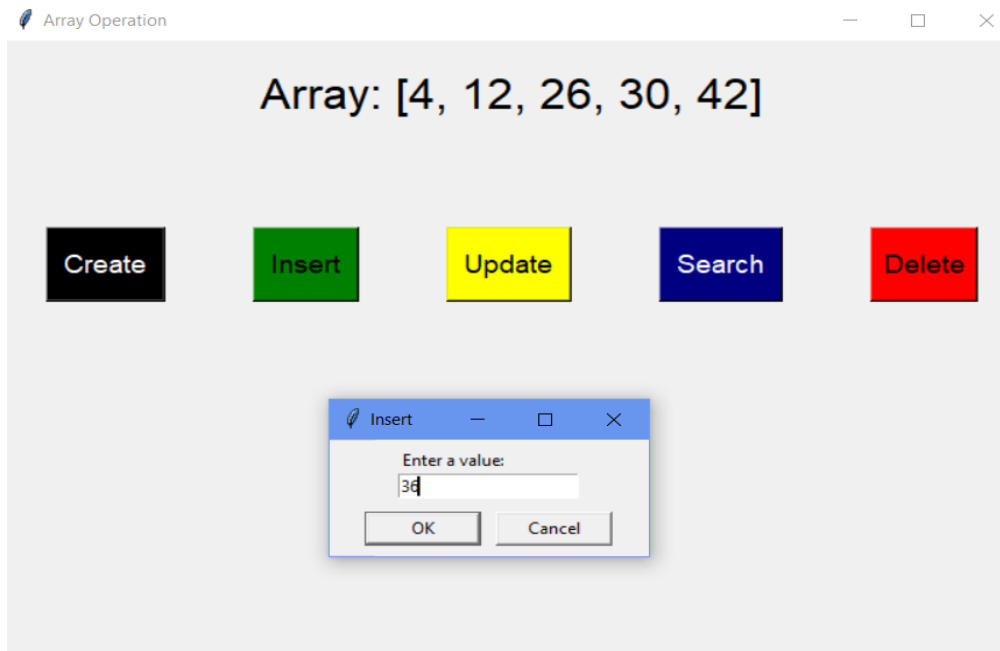 Array Operation
Array: [4, 12, 26, 30, 42]
Create Insert Update Search Delete
Insert
Enter a value:
36
OK Cancel